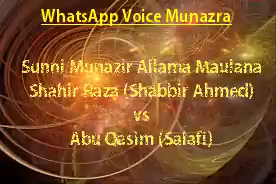 WhatsApp Voice Munazra
Sunni Munazir Allama Maulana
Shahir Raza (Shabbir Ahmed)
vs
Abu Qasim (Salafi)